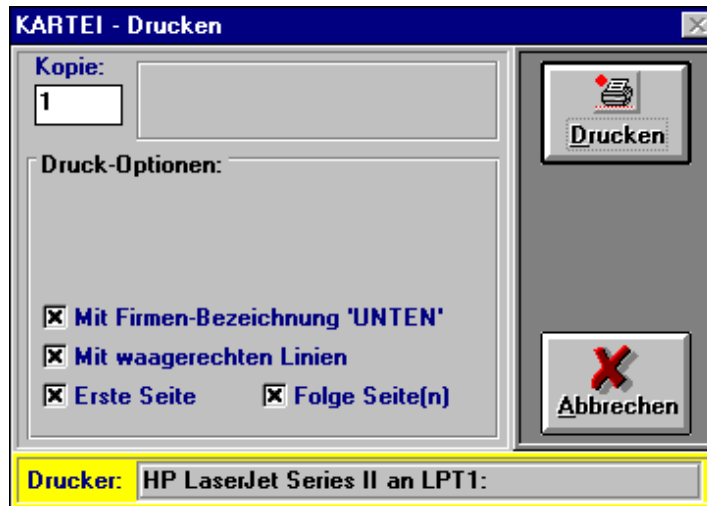 KARTEI - Drucken
Kopie:
1
Drucken
Druck-Optionen:
Mit Firmen-Bezeichnung 'UNTEN'
Mit waagerechten Linien
Erste Seite Folge Seite(n)
Abbrechen
Drucker: HP LaserJet Series II an LPT1: